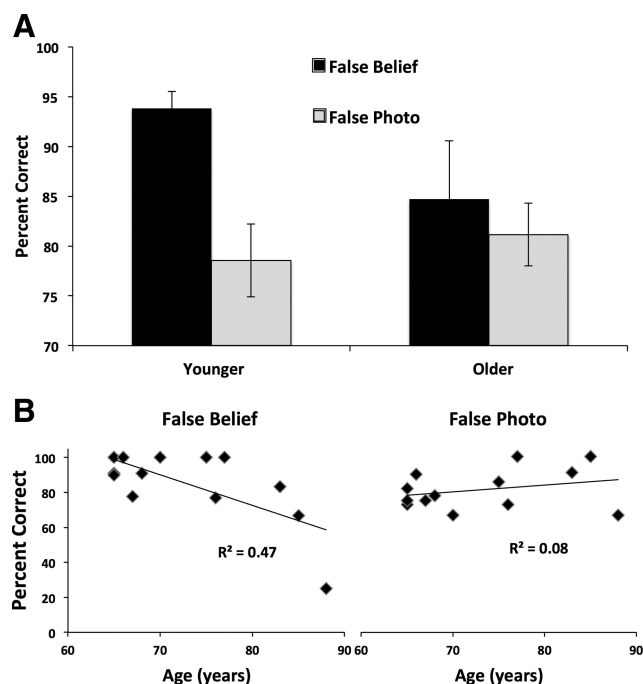 A
100
95
90
85
80
75
70
Percent Correct
False Belief
False Photo
Younger
Older
B
False Belief
False Photo
100
80
60
40
20
0
Percent Correct
R² = 0.47
R² = 0.08
60 70 80 90
60 70 80 90
Age (years)
Age (years)